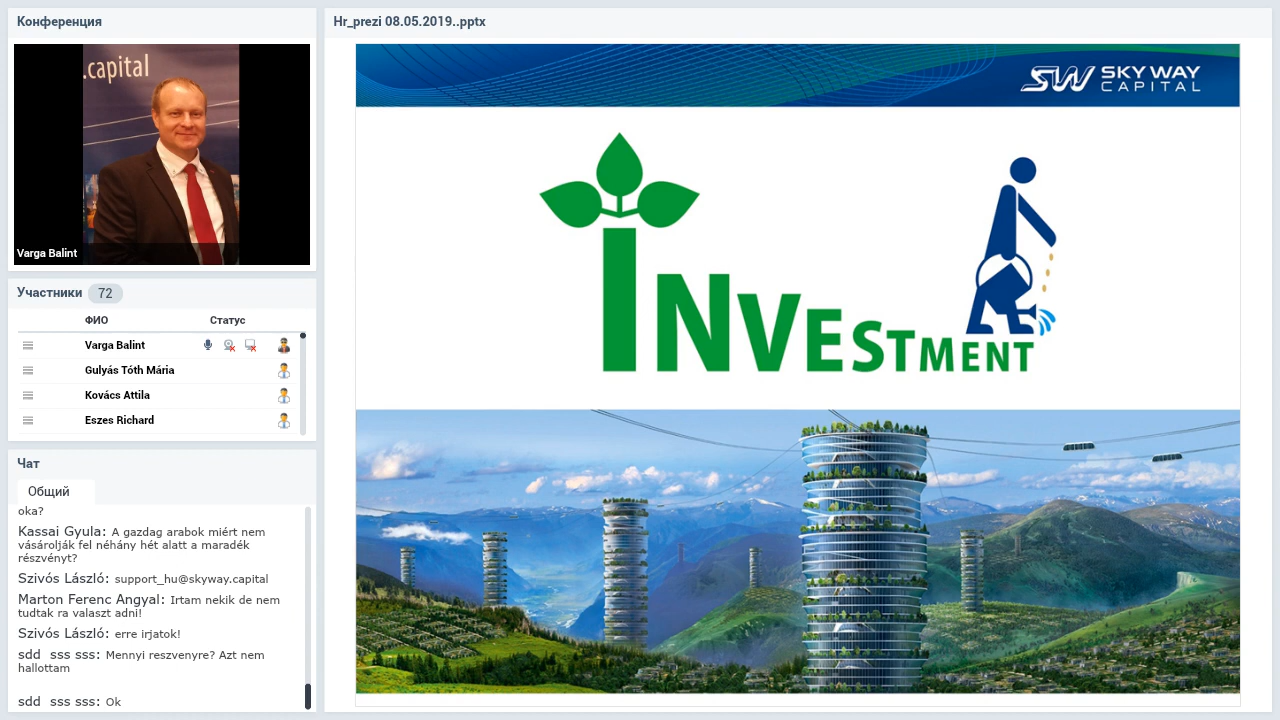 Конференция
.capital
Varga Balint
Участники 72
ФИО Статус
Varga Balint
Gulyás Tóth Mária
Kovács Attila
Eszes Richard
Чат
Общий
oka?
Kassai Gyula: A gazdag arabok miért nem
vásárolják fel néhány hét alatt a maradék
részvényt?
Szivós László: support_hu@skyway.capital
Marton Ferenc Angyal: Irtam nekik de nem
tudtak ra valaszt adni!
Szivós László: erre írjatok!
sdd sss sss: Mannyi reszvenyre? Azt nem
hallottam
sdd sss sss: Ok
Hr_prezi 08.05.2019..pptx
SW SKY WAY
CAPITAL
INVESTMENT